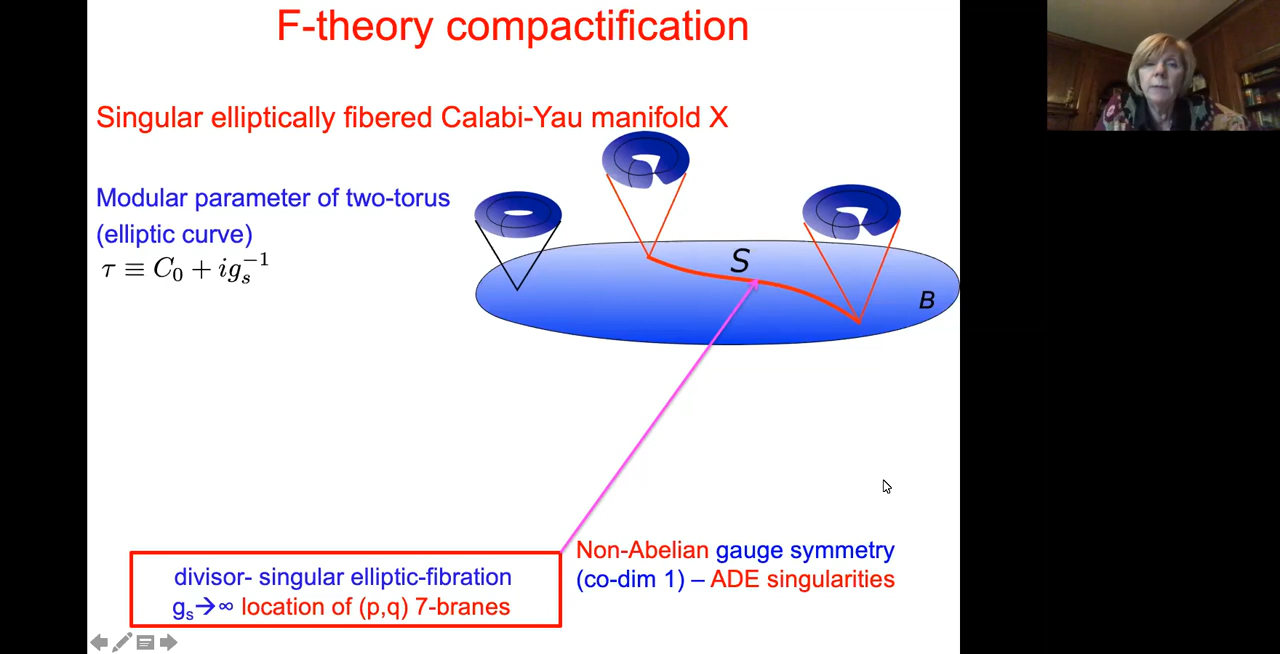 F-theory compactification
Singular elliptically fibered Calabi-Yau manifold X
Modular parameter of two-torus
(elliptic curve)
τ ≡ C₀ + ig_s⁻¹
S
B
Non-Abelian gauge symmetry
(co-dim 1) – ADE singularities
divisor- singular elliptic-fibration
gₛ→∞ location of (p,q) 7-branes